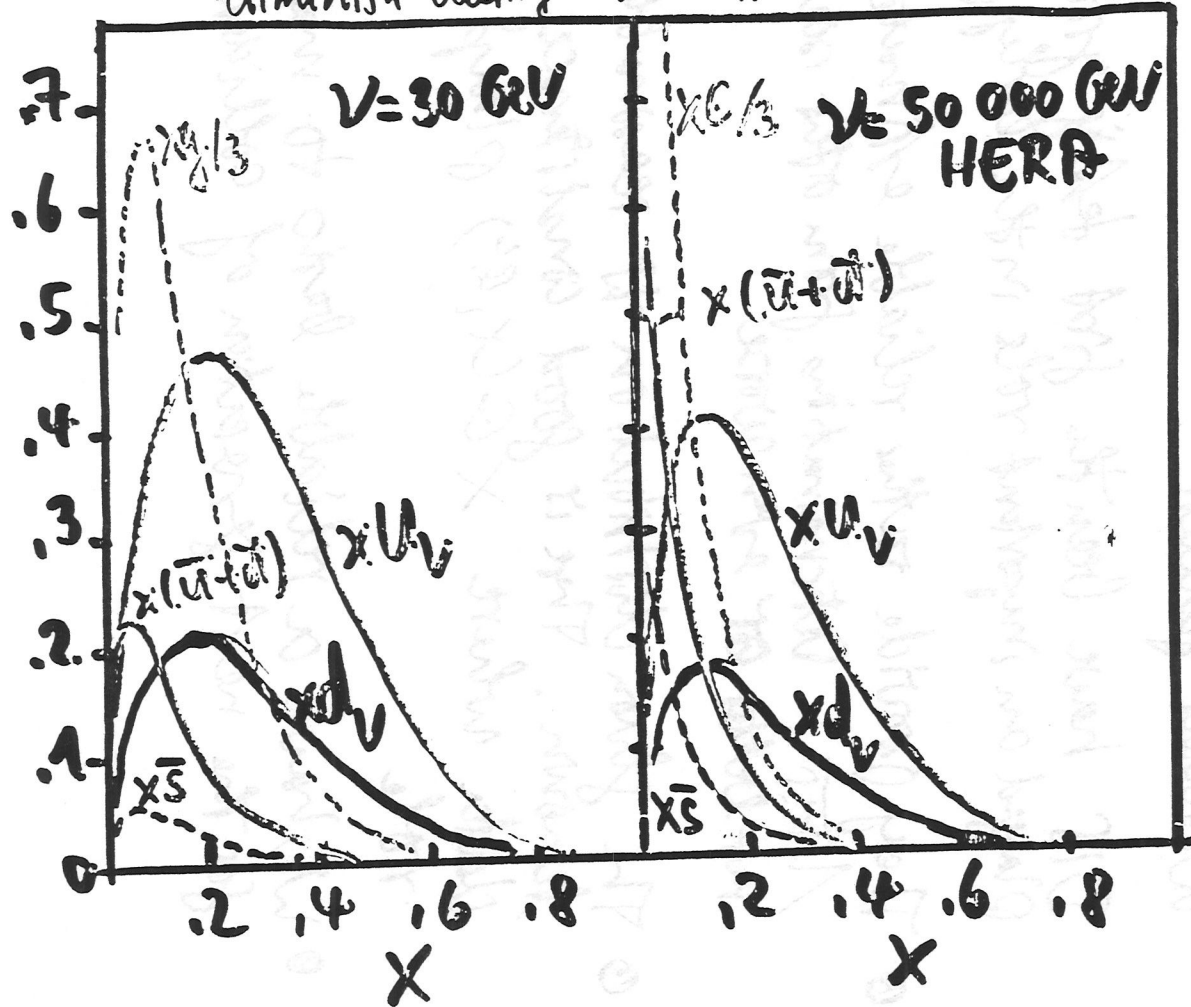 diminish
ν=30 GeV
xg/3
.7
.6
.5
.4
.3
.2
.1
0
x(ū+d̄)
xu_v
xd_v
xs̄
.2 .4 .6 .8
x
xG/3
ν= 50 000 GeV
HERA
x(ū+d̄)
xu_v
xd_v
xs̄
.2 .4 .6 .8
x